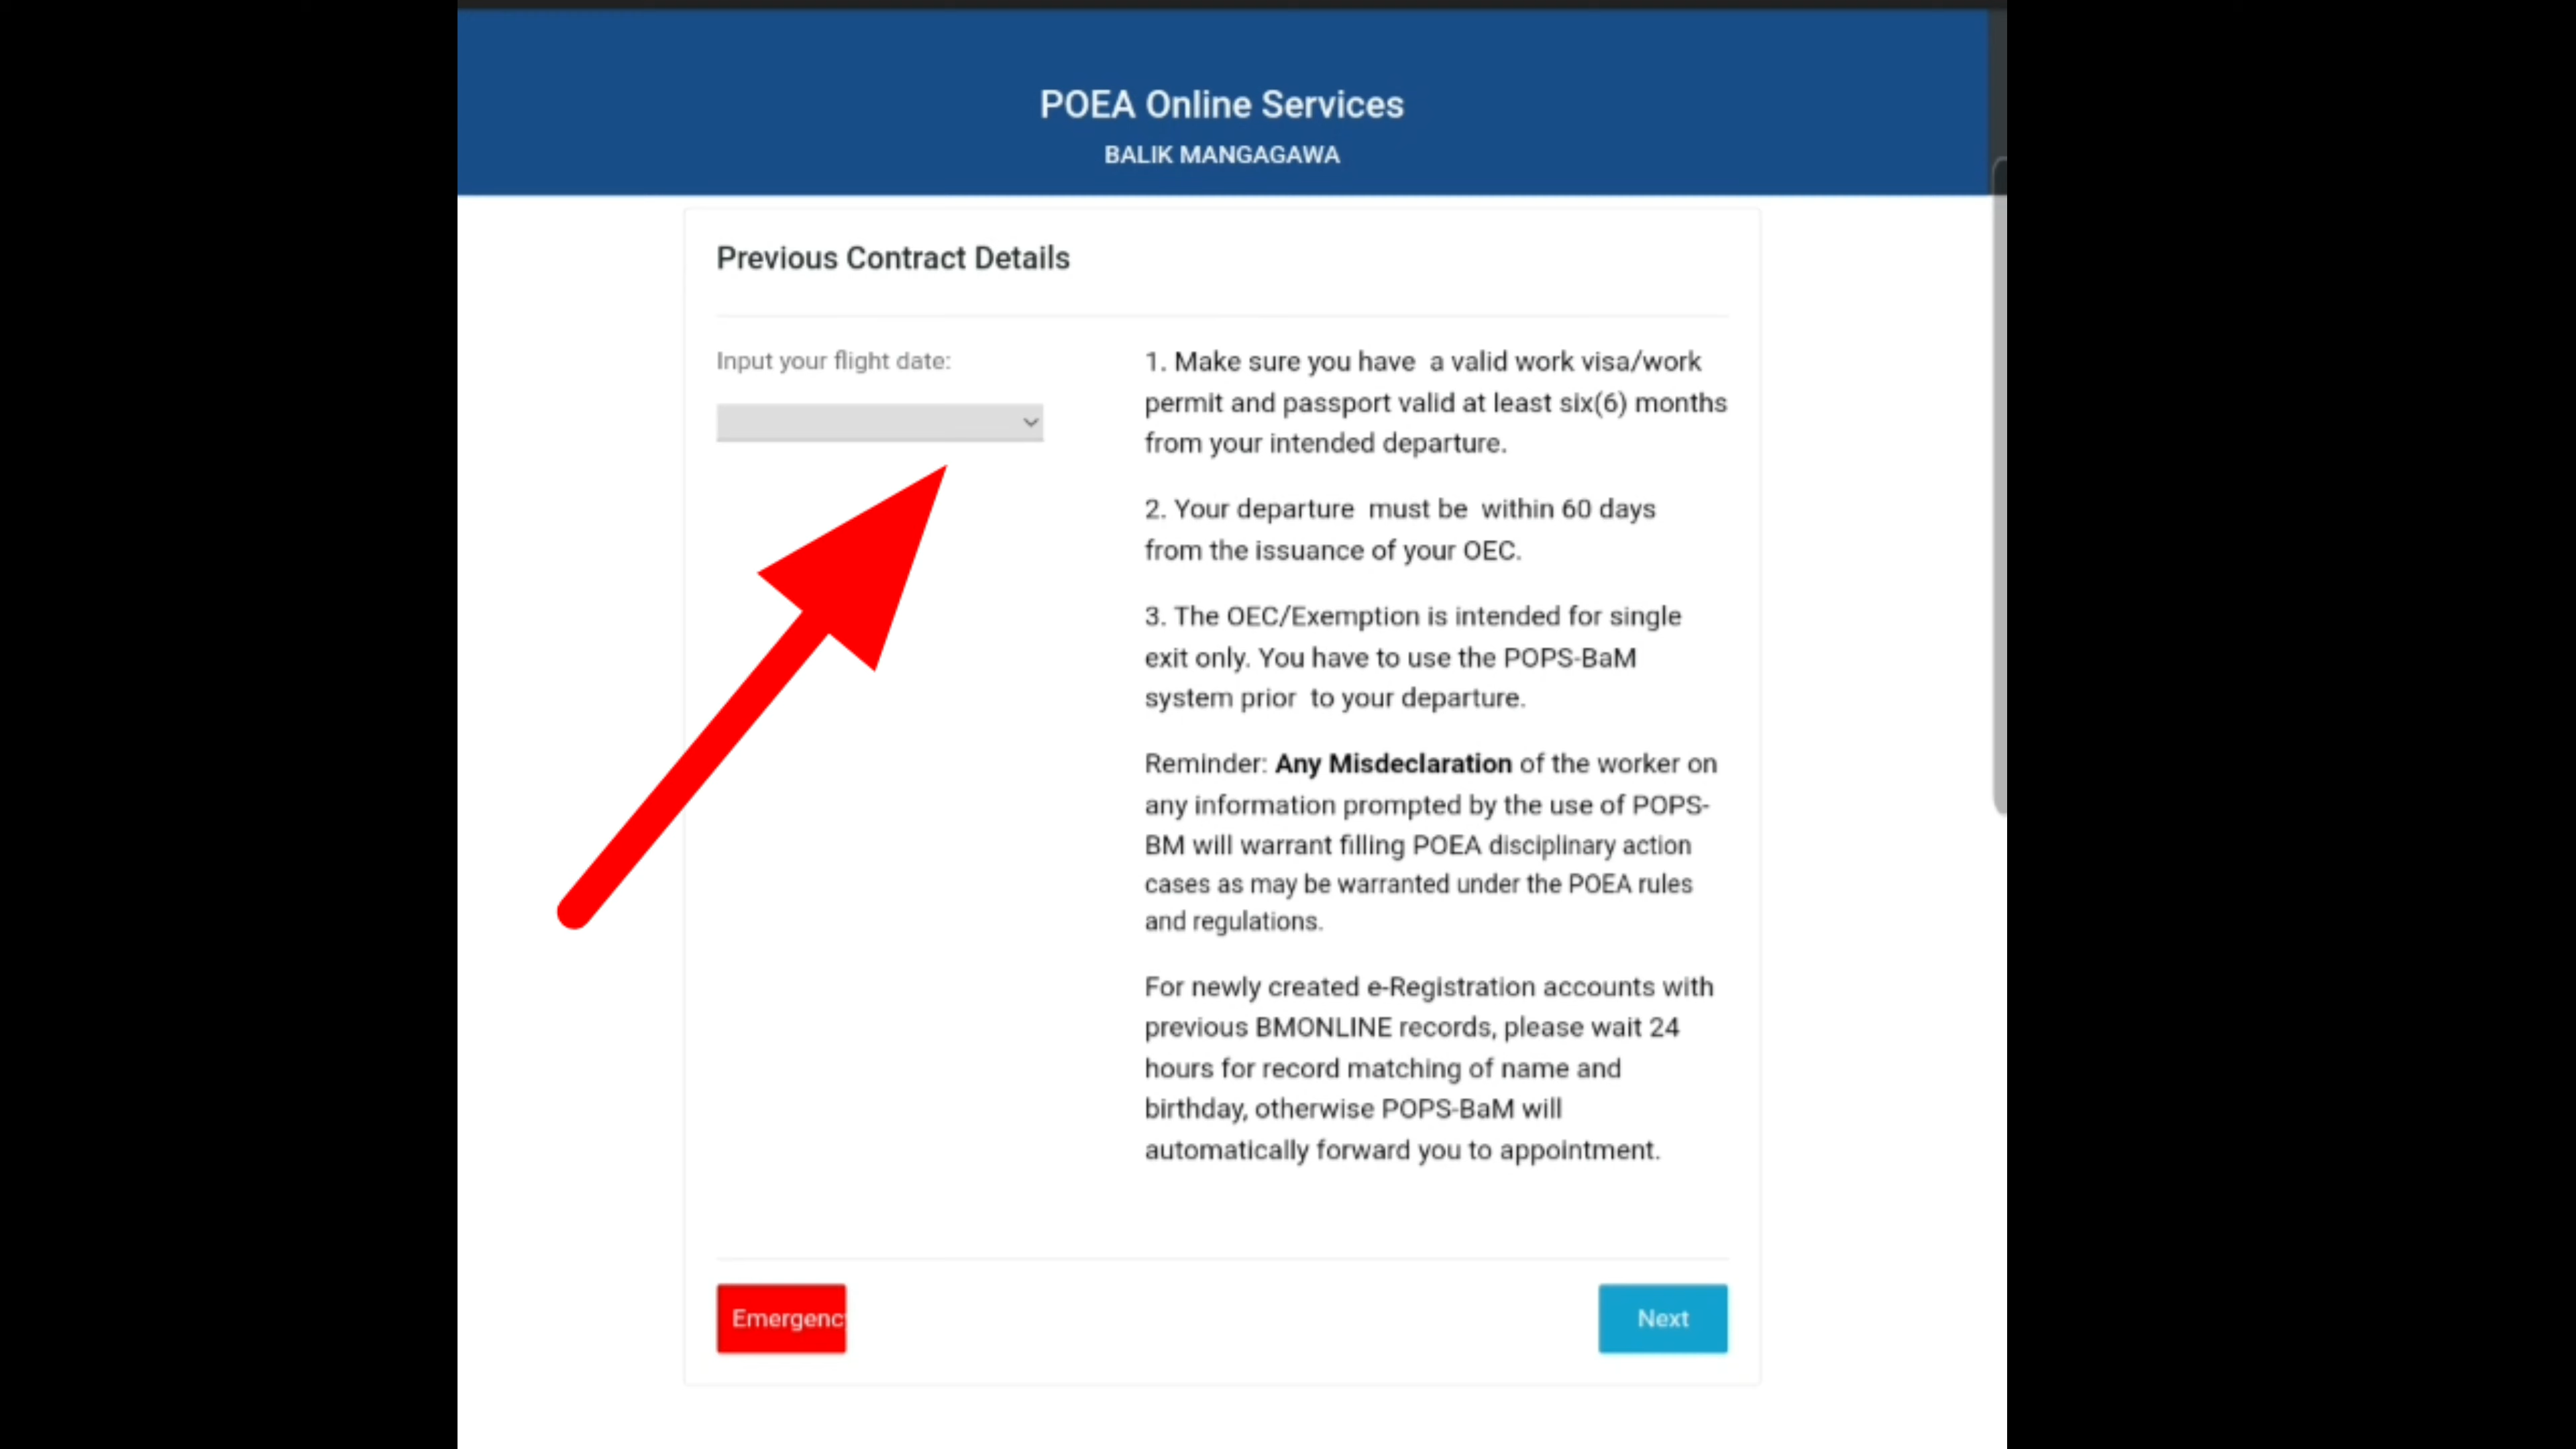 POEA Online Services
BALIK MANGAGAWA
Previous Contract Details
Input your flight date:
1. Make sure you have a valid work visa/work
permit and passport valid at least six(6) months
from your intended departure.
2. Your departure must be within 60 days
from the issuance of your OEC.
3. The OEC/Exemption is intended for single
exit only. You have to use the POPS-BaM
system prior to your departure.
Reminder: Any Misdeclaration of the worker on
any information prompted by the use of POPS-
BM will warrant filling POEA disciplinary action
cases as may be warranted under the POEA rules
and regulations.
For newly created e-Registration accounts with
previous BMONLINE records, please wait 24
hours for record matching of name and
birthday, otherwise POPS-BaM will
automatically forward you to appointment.
Emergenc
Next